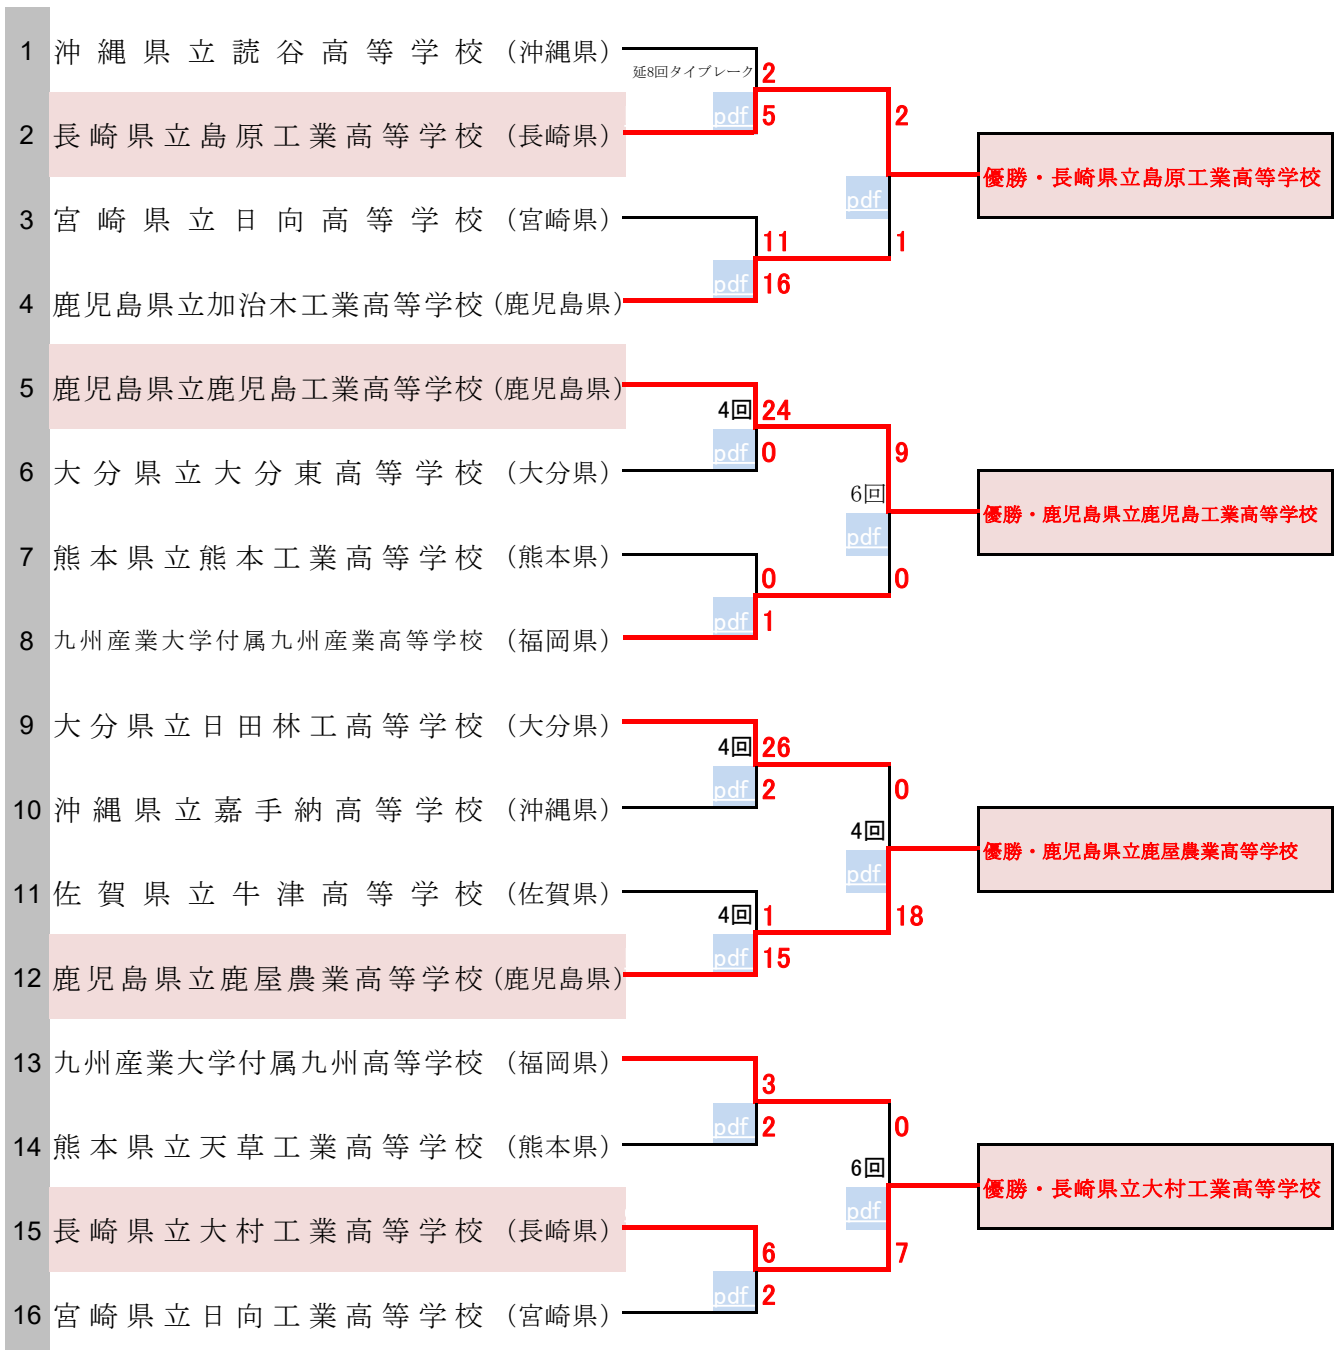 1 沖縄県立読谷高等学校 (沖縄県)
延8回タイブレーク 2
pdf 5
2 長崎県立島原工業高等学校 (長崎県)
2
pdf
優勝・長崎県立島原工業高等学校
3 宮崎県立日向高等学校 (宮崎県)
11
1
pdf 16
4 鹿児島県立加治木工業高等学校 (鹿児島県)
5 鹿児島県立鹿児島工業高等学校 (鹿児島県)
4回 24
pdf 0
9
6 大分県立大分東高等学校 (大分県)
6回
pdf
優勝・鹿児島県立鹿児島工業高等学校
7 熊本県立熊本工業高等学校 (熊本県)
0
0
pdf 1
8 九州産業大学付属九州産業高等学校 (福岡県)
9 大分県立日田林工高等学校 (大分県)
4回 26
pdf 2
0
10 沖縄県立嘉手納高等学校 (沖縄県)
4回
pdf
優勝・鹿児島県立鹿屋農業高等学校
11 佐賀県立牛津高等学校 (佐賀県)
4回 1
18
pdf 15
12 鹿児島県立鹿屋農業高等学校 (鹿児島県)
13 九州産業大学付属九州高等学校 (福岡県)
3
pdf 2
0
14 熊本県立天草工業高等学校 (熊本県)
6回
pdf
優勝・長崎県立大村工業高等学校
15 長崎県立大村工業高等学校 (長崎県)
6
7
pdf 2
16 宮崎県立日向工業高等学校 (宮崎県)